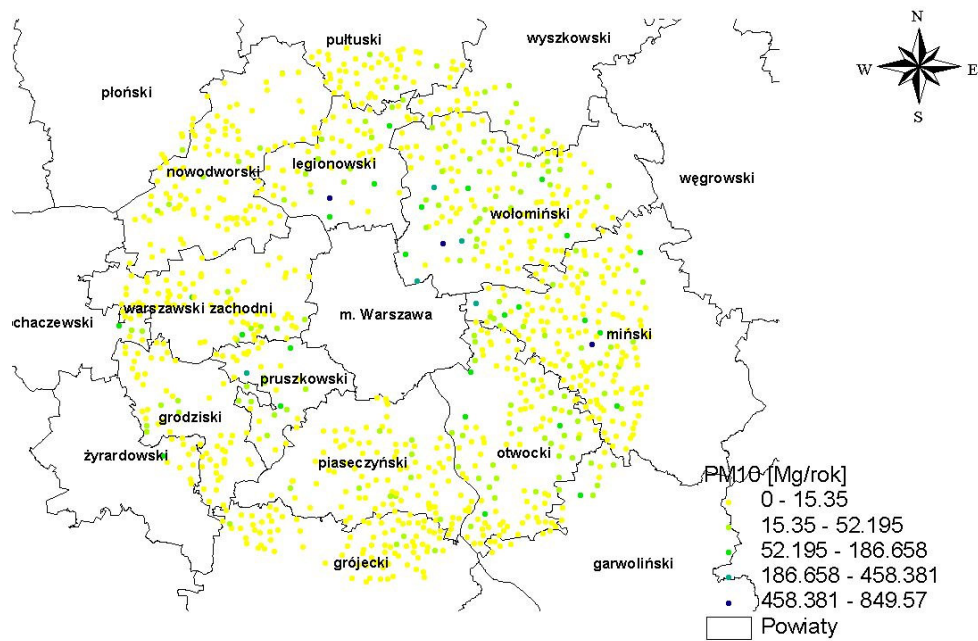 N
pułtuski
wyszkowski
W
E
płoński
S
legionowski
nowodworski
węgrowski
wołomiński
warszawski zachodni
m. Warszawa
ochaczewski
miński
pruszkowski
grodziski
żyrardowski
piaseczyński
otwocki
grójecki
garwoliński
PM10 [Mg/rok]
0 - 15.35
15.35 - 52.195
52.195 - 186.658
186.658 - 458.381
458.381 - 849.57
Powiaty